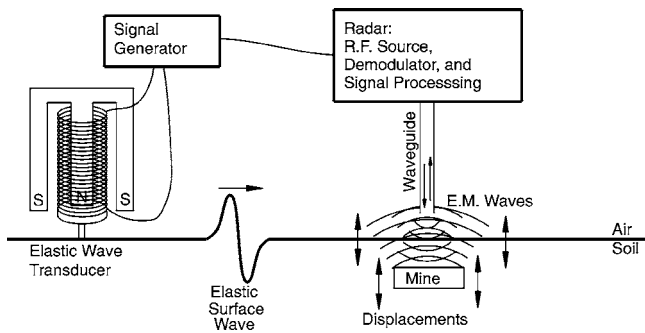 Signal
Generator
Radar:
R.F. Source,
Demodulator, and
Signal Processsing
S
N
S
Waveguide
E.M. Waves
Air
Soil
Elastic Wave
Transducer
Elastic
Surface
Wave
Mine
Displacements